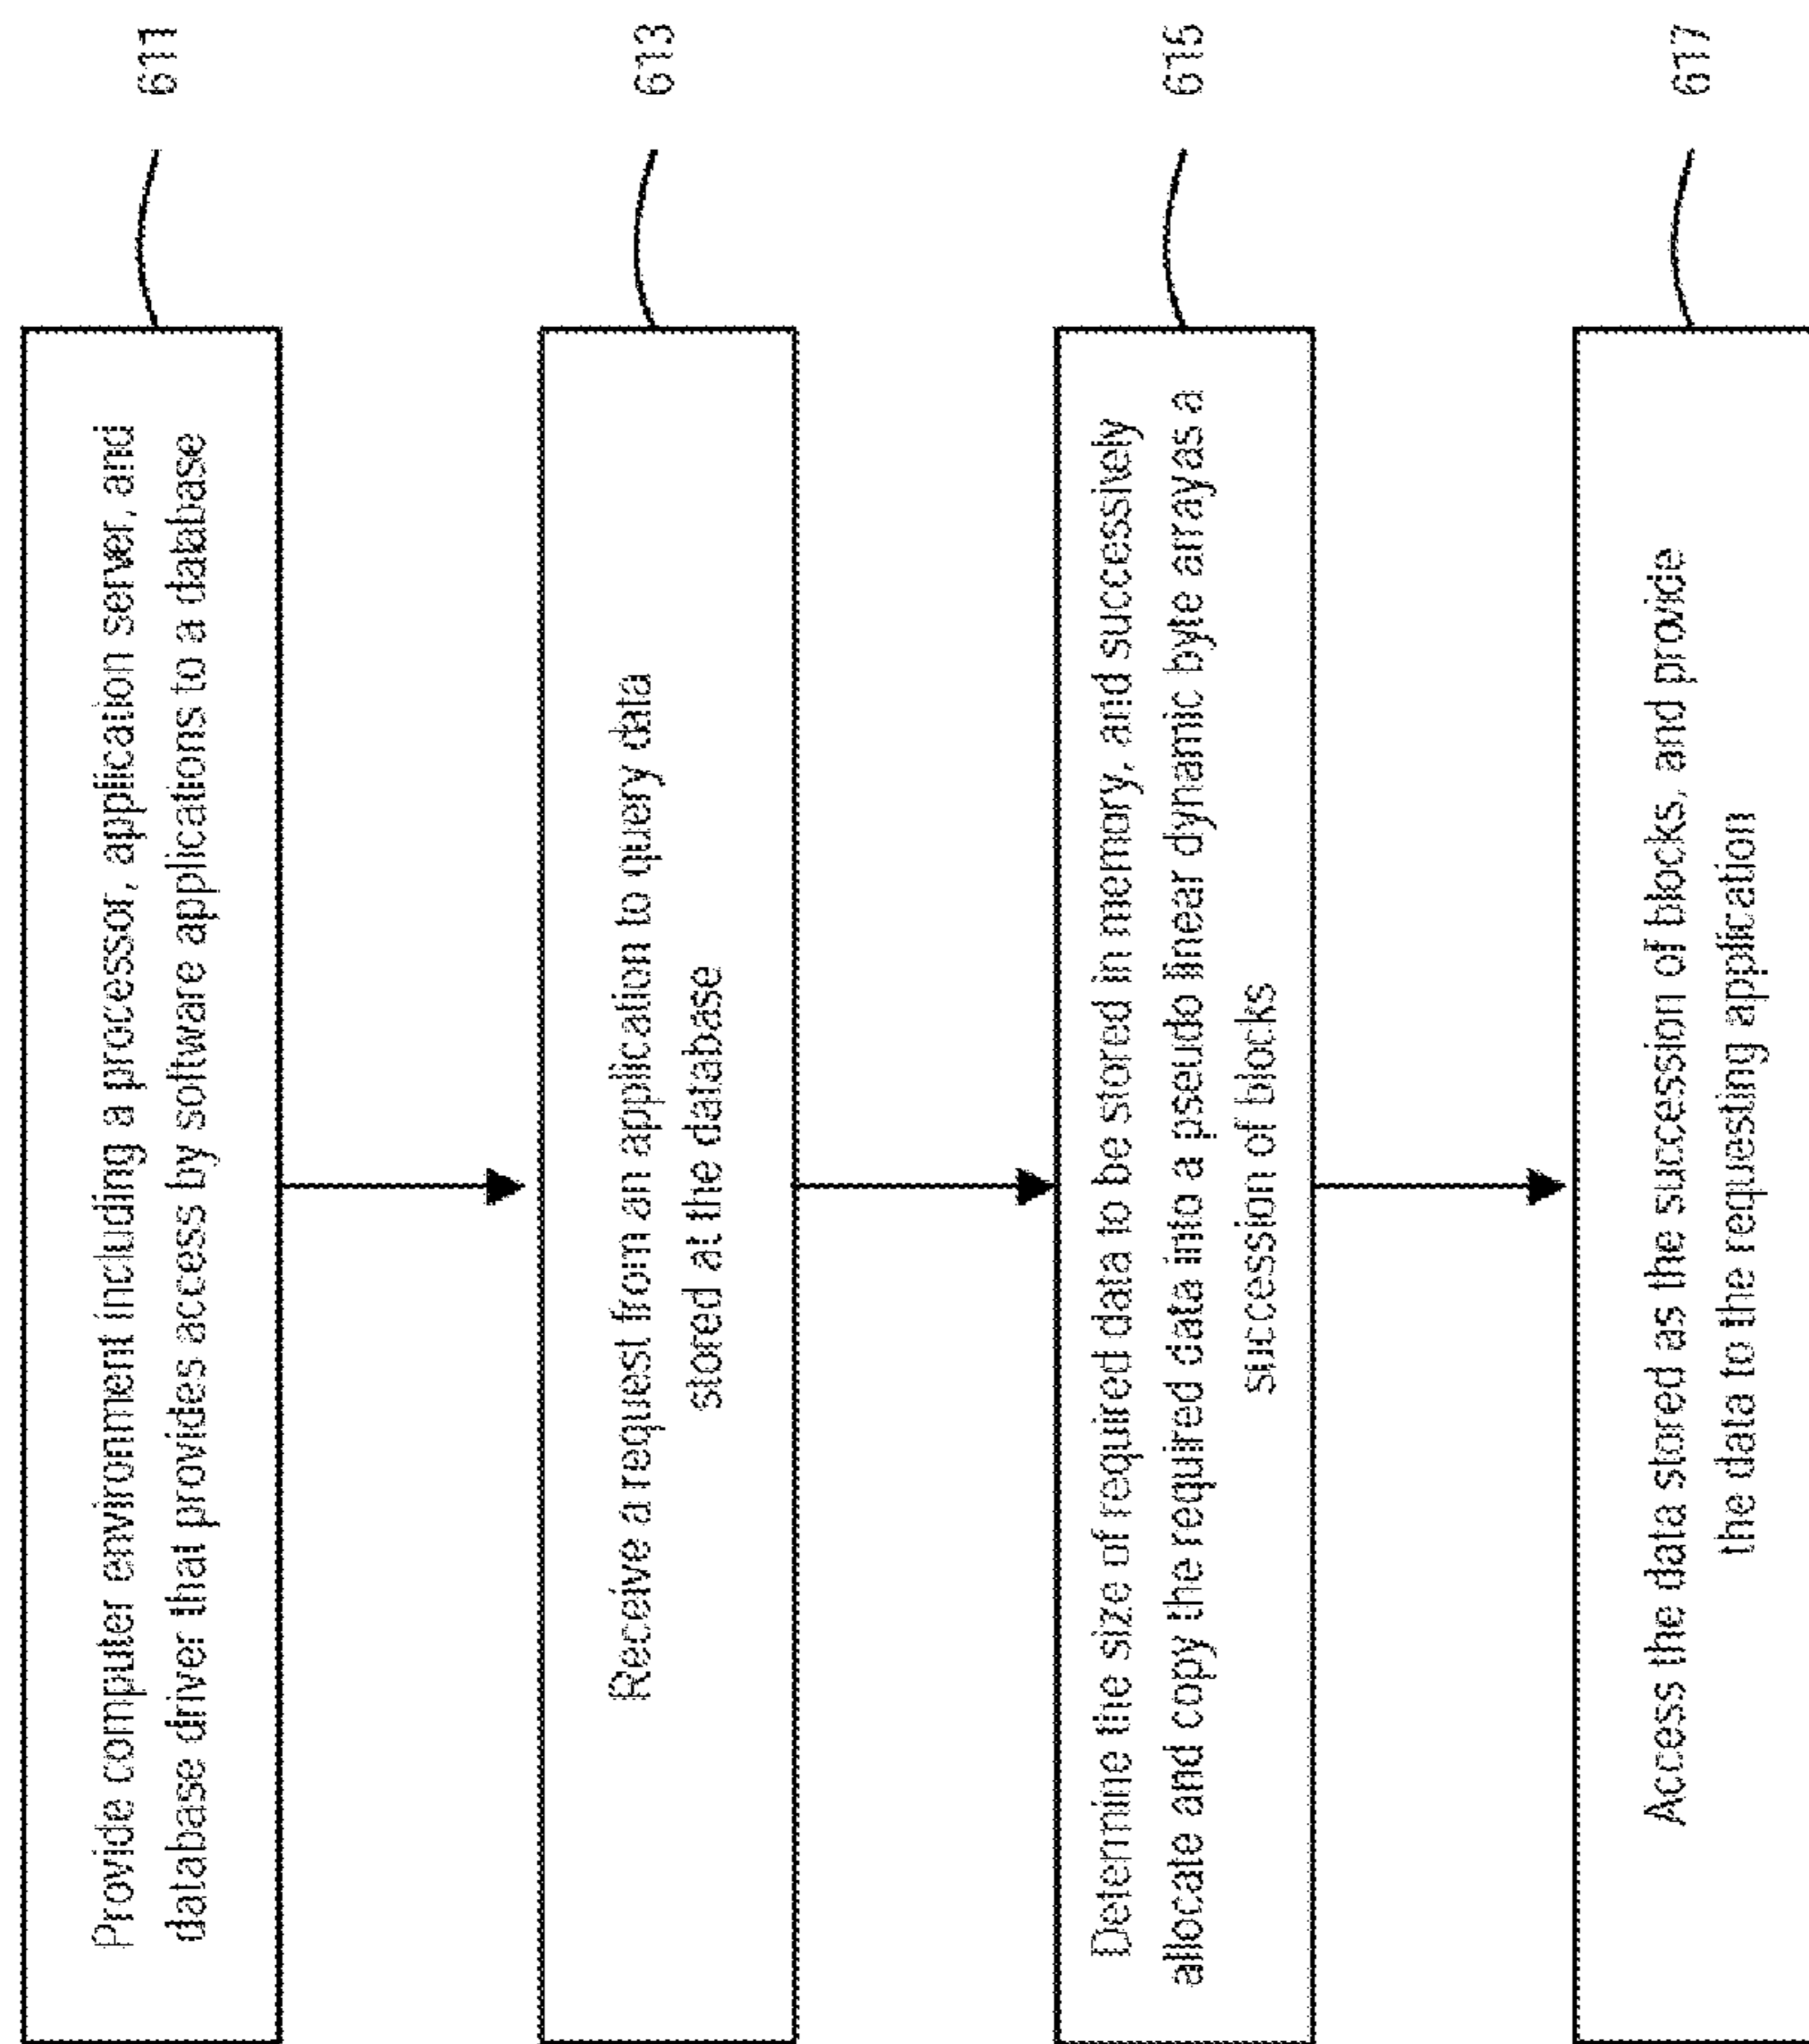 Provide computer environment including a processor, application server, and
database driver that provides access by software applications to a database
611
Receive a request from an application to query data
stored at the database
613
Determine the size of required data to be stored in memory, and successively
allocate and copy the required data into a pseudo linear dynamic byte array as a
succession of blocks
615
Access the data stored as the succession of blocks, and provide
the data to the requesting application
617